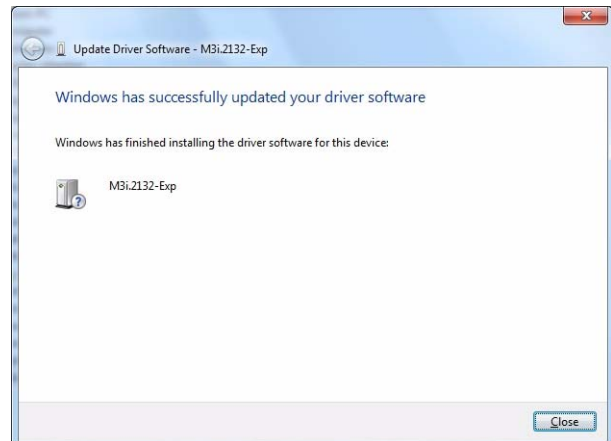 Update Driver Software - M3i.2132-Exp
Windows has successfully updated your driver software
Windows has finished installing the driver software for this device:
M3i.2132-Exp
Close